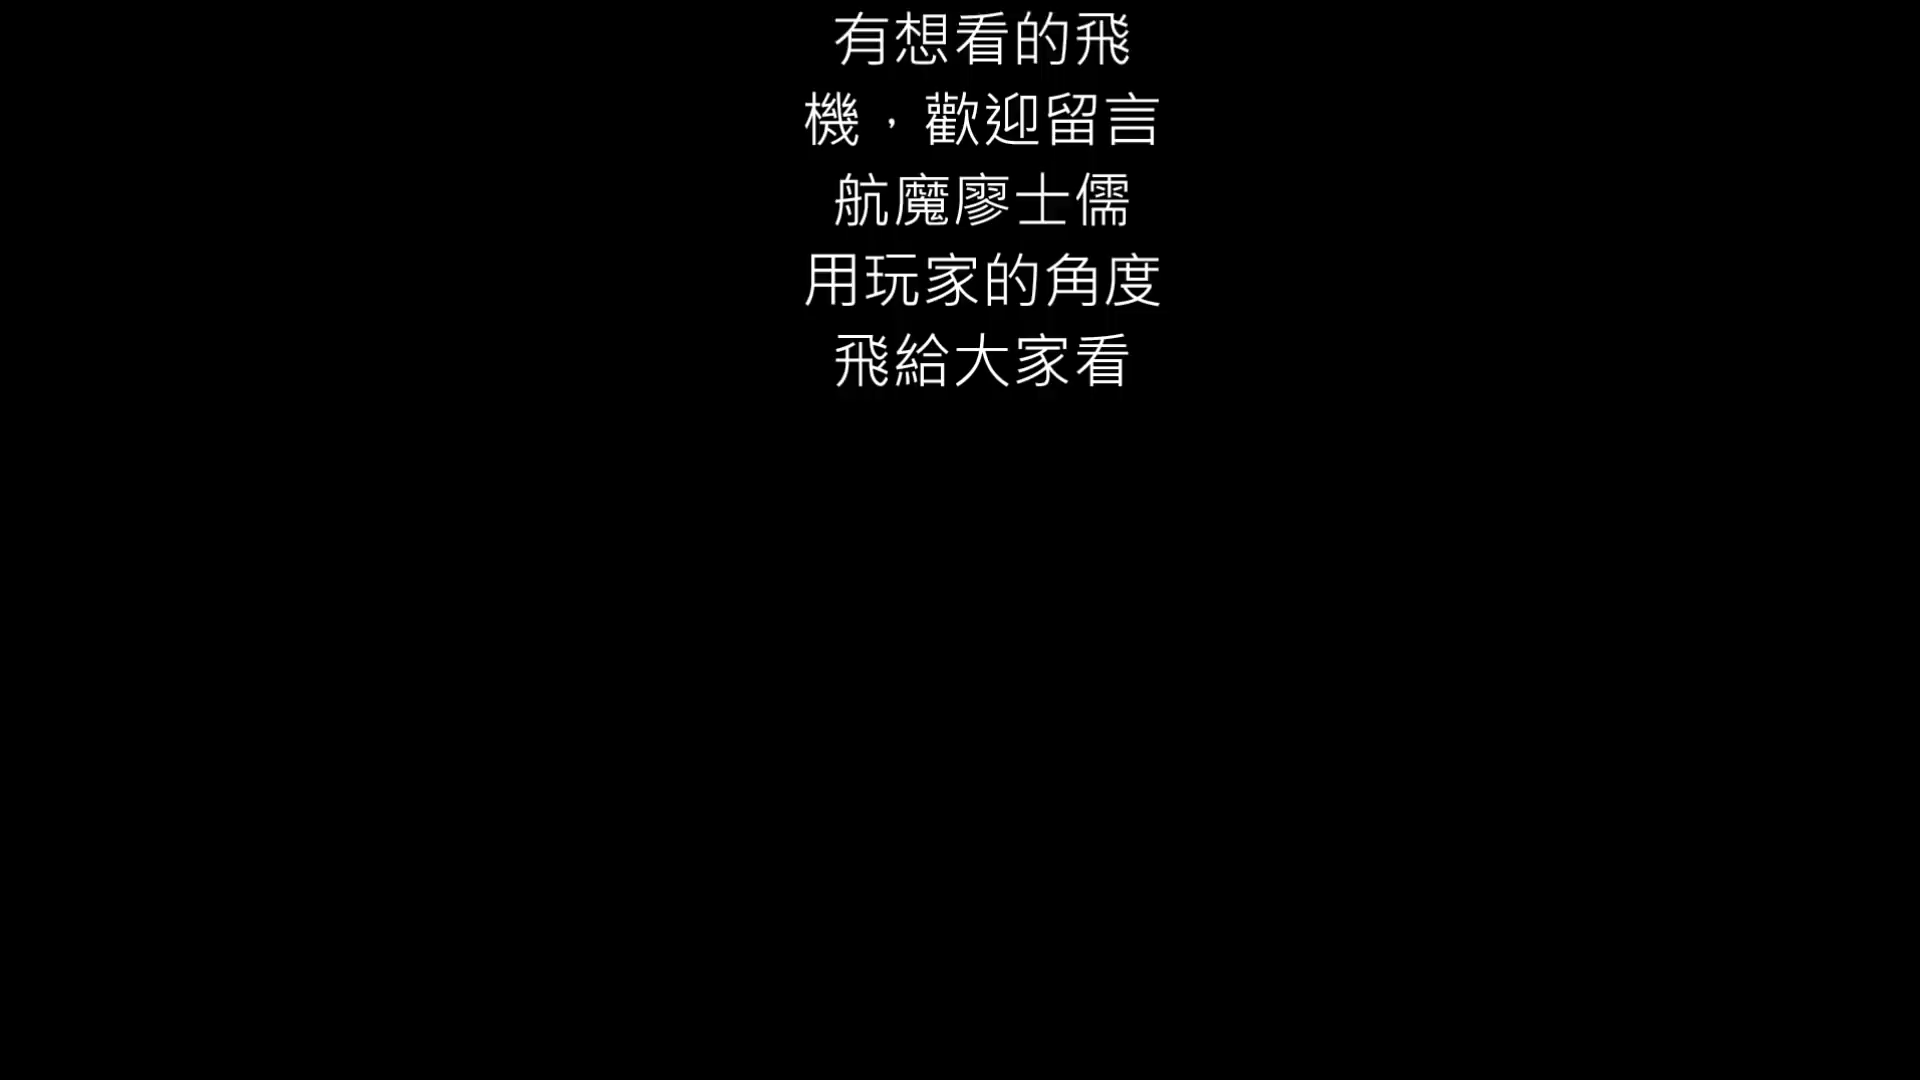 有想看的飛
機，歡迎留言
航魔廖士儒
用玩家的角度
飛給大家看